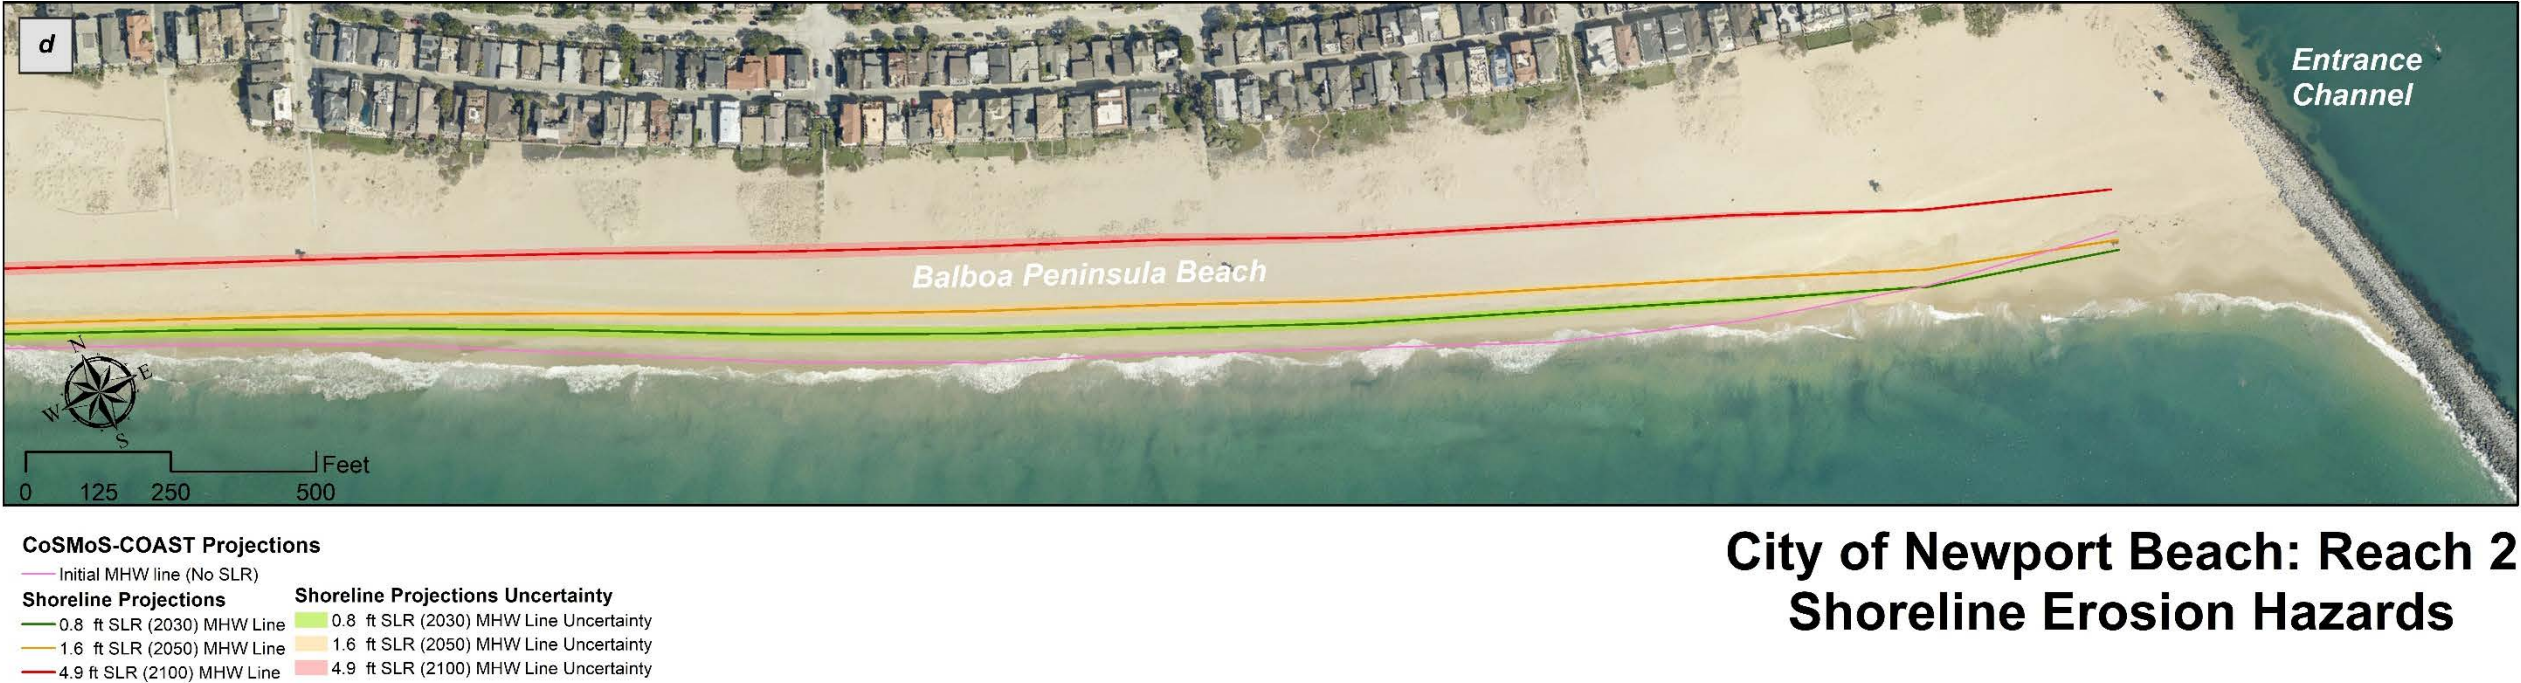 d
Entrance
Channel
Balboa Peninsula Beach
N
E
W
S
Feet
0 125 250 500
CoSMoS-COAST Projections
Initial MHW line (No SLR)
Shoreline Projections
0.8 ft SLR (2030) MHW Line
1.6 ft SLR (2050) MHW Line
4.9 ft SLR (2100) MHW Line
Shoreline Projections Uncertainty
0.8 ft SLR (2030) MHW Line Uncertainty
1.6 ft SLR (2050) MHW Line Uncertainty
4.9 ft SLR (2100) MHW Line Uncertainty
City of Newport Beach: Reach 2
Shoreline Erosion Hazards